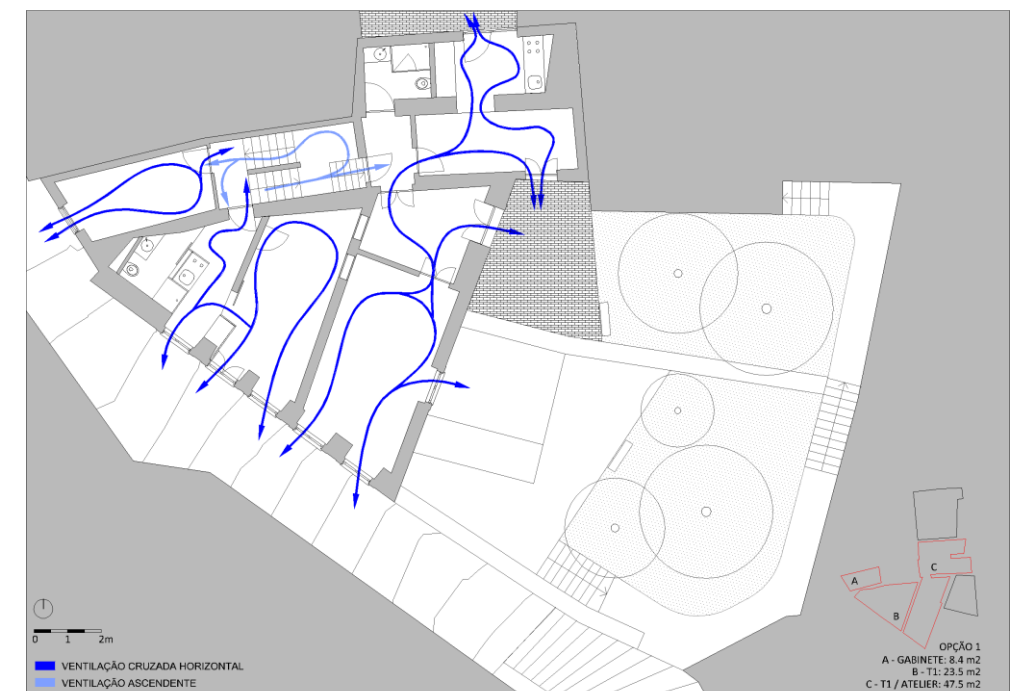 A
B
C
0 1 2m
VENTILAÇÃO CRUZADA HORIZONTAL
VENTILAÇÃO ASCENDENTE
OPÇÃO 1
A - GABINETE: 8.4 m2
B - T1: 23.5 m2
C - T1 / ATELIER: 47.5 m2